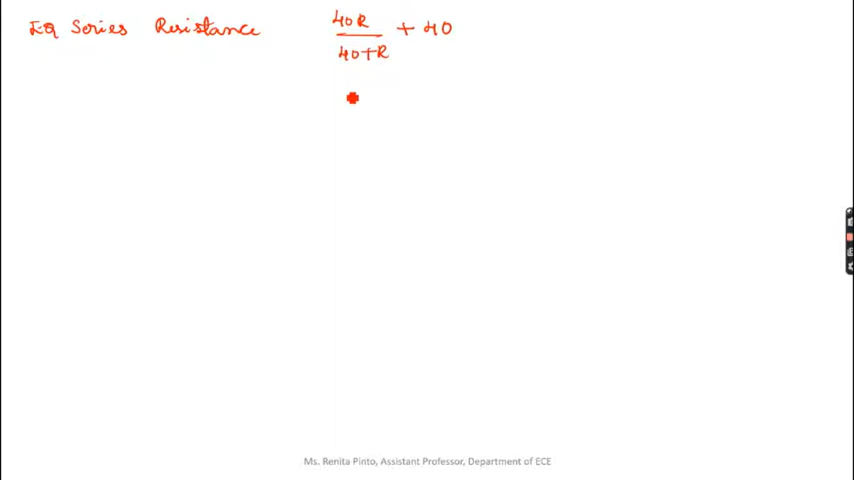 EQ Series Resistance 40R/40+R + 40
Ms. Renita Pinto, Assistant Professor, Department of ECE